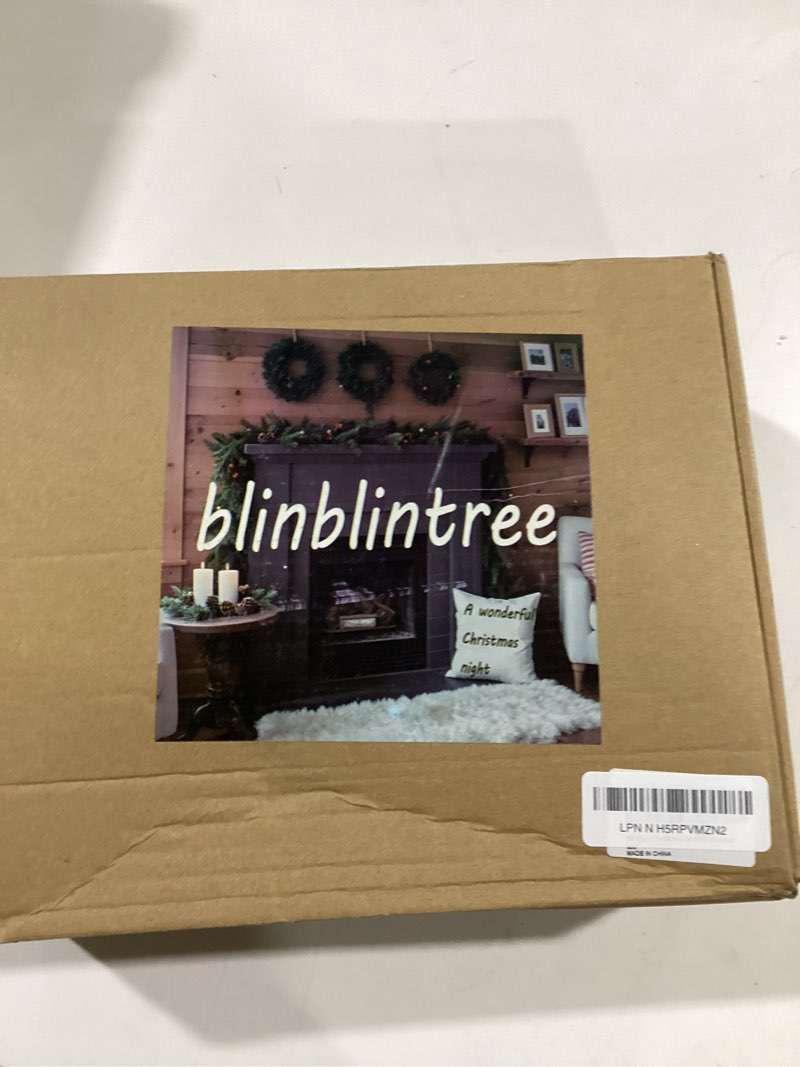 blinblintree
A wonderful
Christmas
night
LPN N H5RPVMZN2
MADE IN CHINA